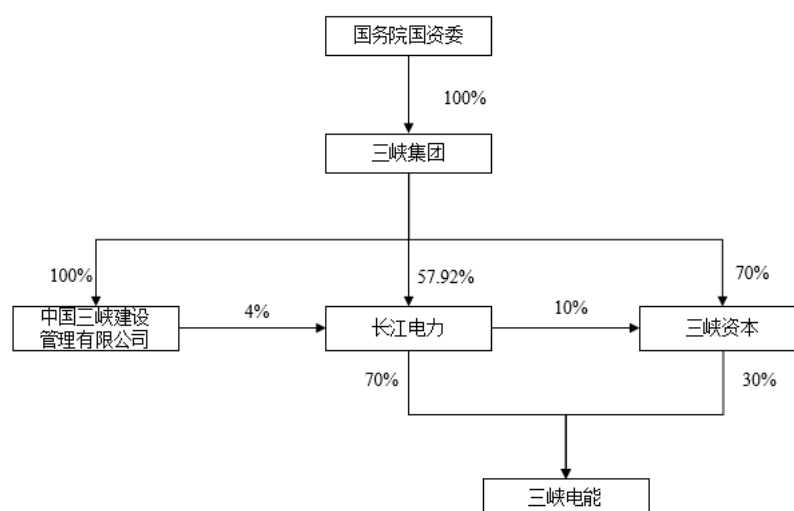 国务院国资委
100%
三峡集团
100%
57.92%
70%
中国三峡建设
管理有限公司
4%
长江电力
10%
三峡资本
70%
30%
三峡电能